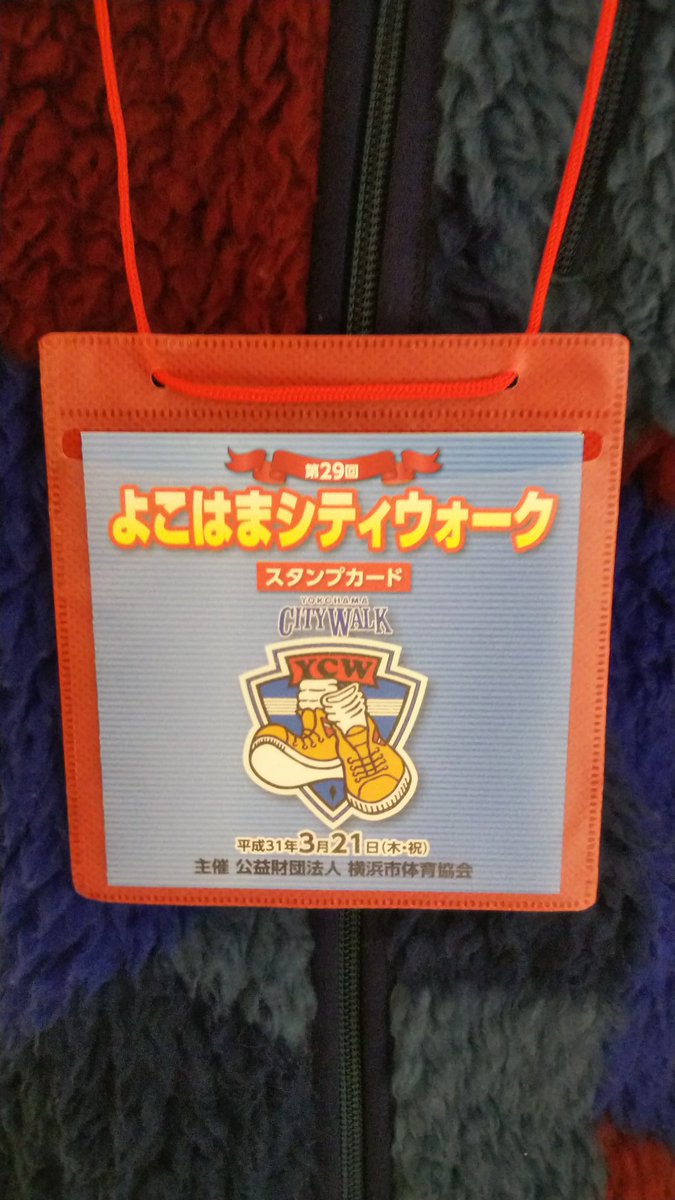 第29回
よこはまシティウォーク
スタンプカード
YOKOHAMA
CITY WALK
YCW
平成31年3月21日(木・祝)
主催 公益財団法人 横浜市体育協会